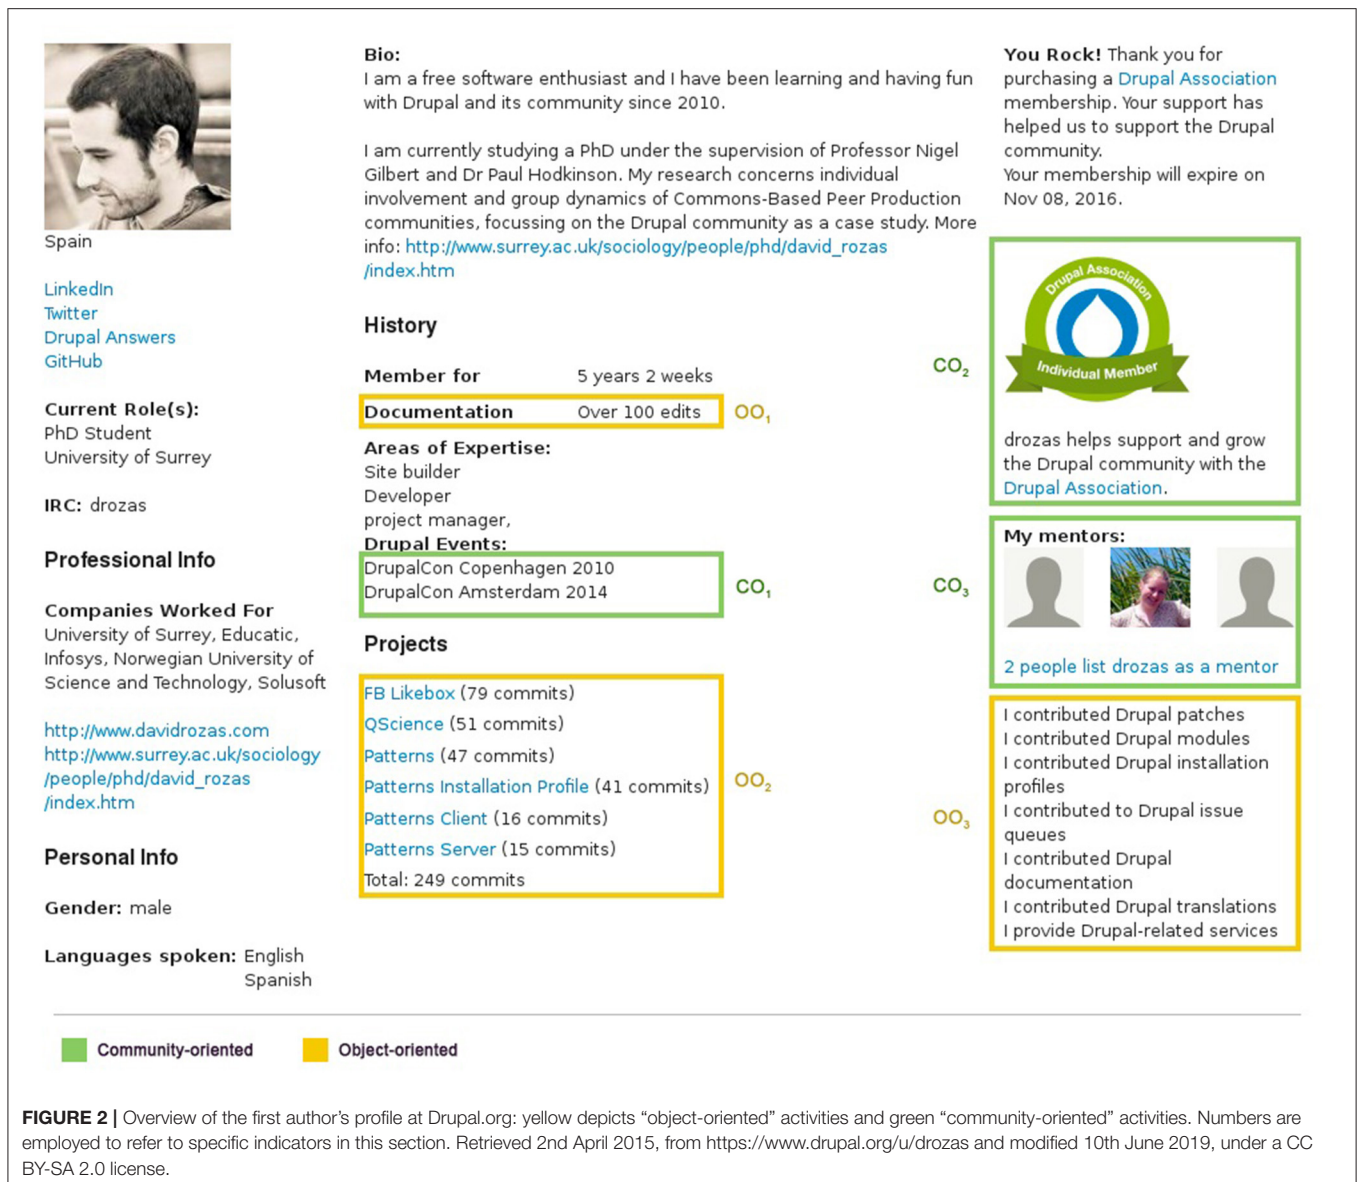 Spain
LinkedIn
Twitter
Drupal Answers
GitHub
Current Role(s):
PhD Student
University of Surrey
IRC: drozas
Professional Info
Companies Worked For
University of Surrey, Educatic,
Infosys, Norwegian University of
Science and Technology, Solusoft
http://www.davidrozas.com
http://www.surrey.ac.uk/sociology
/people/phd/david_rozas
/index.htm
Personal Info
Gender: male
Languages spoken: English
Spanish
Bio:
I am a free software enthusiast and I have been learning and having fun
with Drupal and its community since 2010.
I am currently studying a PhD under the supervision of Professor Nigel
Gilbert and Dr Paul Hodkinson. My research concerns individual
involvement and group dynamics of Commons-Based Peer Production
communities, focussing on the Drupal community as a case study. More
info: http://www.surrey.ac.uk/sociology/people/phd/david_rozas
/index.htm
History
Member for 5 years 2 weeks
Documentation Over 100 edits OO₁
Areas of Expertise:
Site builder
Developer
project manager,
Drupal Events:
DrupalCon Copenhagen 2010
DrupalCon Amsterdam 2014
CO₁
Projects
FB Likebox (79 commits)
QScience (51 commits)
Patterns (47 commits)
Patterns Installation Profile (41 commits)
Patterns Client (16 commits)
Patterns Server (15 commits)
Total: 249 commits
OO₂
You Rock! Thank you for
purchasing a Drupal Association
membership. Your support has
helped us to support the Drupal
community.
Your membership will expire on
Nov 08, 2016.
CO₂
Drupal Association
Individual Member
drozas helps support and grow
the Drupal community with the
Drupal Association.
CO₃
My mentors:
2 people list drozas as a mentor
OO₃
I contributed Drupal patches
I contributed Drupal modules
I contributed Drupal installation
profiles
I contributed to Drupal issue
queues
I contributed Drupal
documentation
I contributed Drupal translations
I provide Drupal-related services
Community-oriented
Object-oriented
FIGURE 2 | Overview of the first author's profile at Drupal.org: yellow depicts “object-oriented” activities and green “community-oriented” activities. Numbers are
employed to refer to specific indicators in this section. Retrieved 2nd April 2015, from https://www.drupal.org/u/drozas and modified 10th June 2019, under a CC
BY-SA 2.0 license.